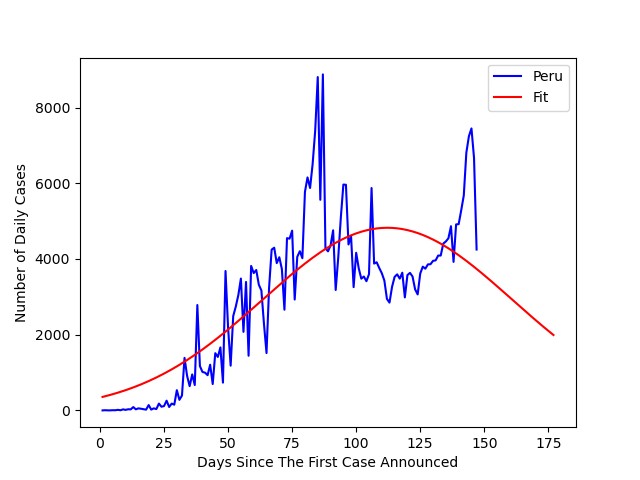 Peru
Fit
8000
6000
4000
2000
0
Number of Daily Cases
0 25 50 75 100 125 150 175
Days Since The First Case Announced